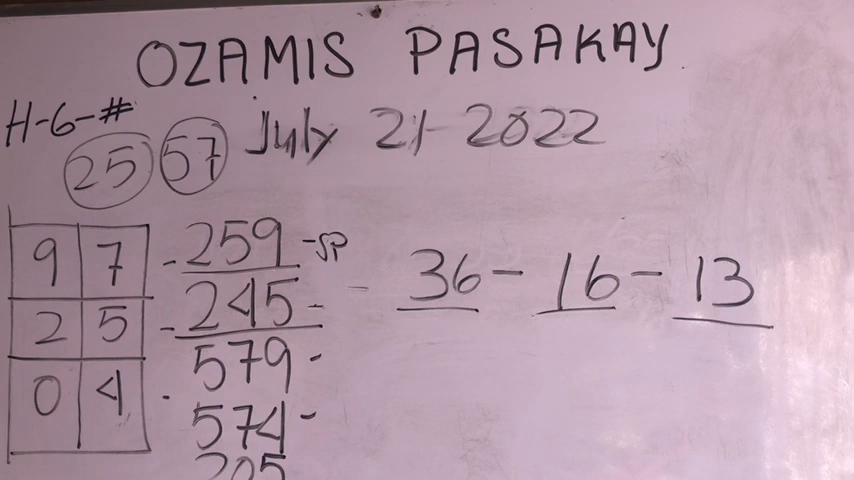 OZAMIS PASAKAY
H-6-#
25 57 July 21 2022
9 7 - 259 -SP
2 5 - 245 - - 36 - 16 - 13
0 4 · 579 -
574 -
205